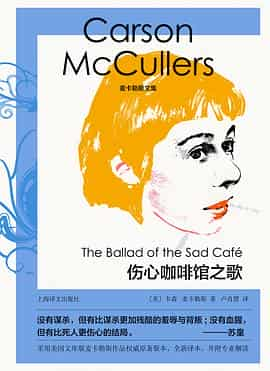 Carson
McCullers
麦卡勒斯文集
The Ballad of the Sad Café
伤心咖啡馆之歌
上海译文出版社
〔美〕卡森·麦卡勒斯 著 卢肖慧 译
没有谋杀，但有比谋杀更加残酷的羞辱与背叛；没有血腥，
但有比死人更伤心的结局。 ——苏童
采用美国文库版麦卡勒斯作品权威原著版本，全新译本，并附专业解读